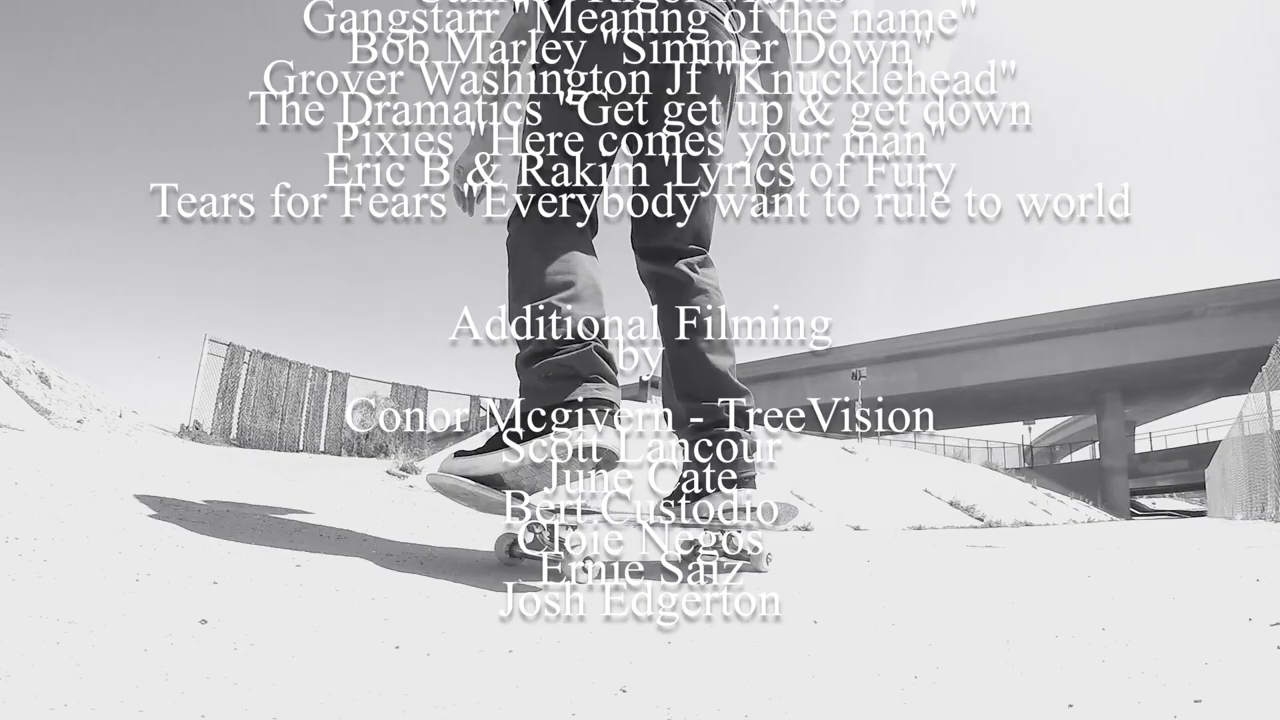 Gangstarr "Meaning of the name"
Bob Marley "Simmer Down"
Grover Washington Jf "Knucklehead"
The Dramatics "Get get up & get down
Pixies "Here comes your man"
Eric B & Rakim 'Lyrics of Fury
Tears for Fears "Everybody want to rule to world
Additional Filming
by
Conor Mcgivern - TreeVision
Scott Lancour
June Cate
Bert Custodio
Cloie Negos
Ernie Saiz
Josh Edgerton